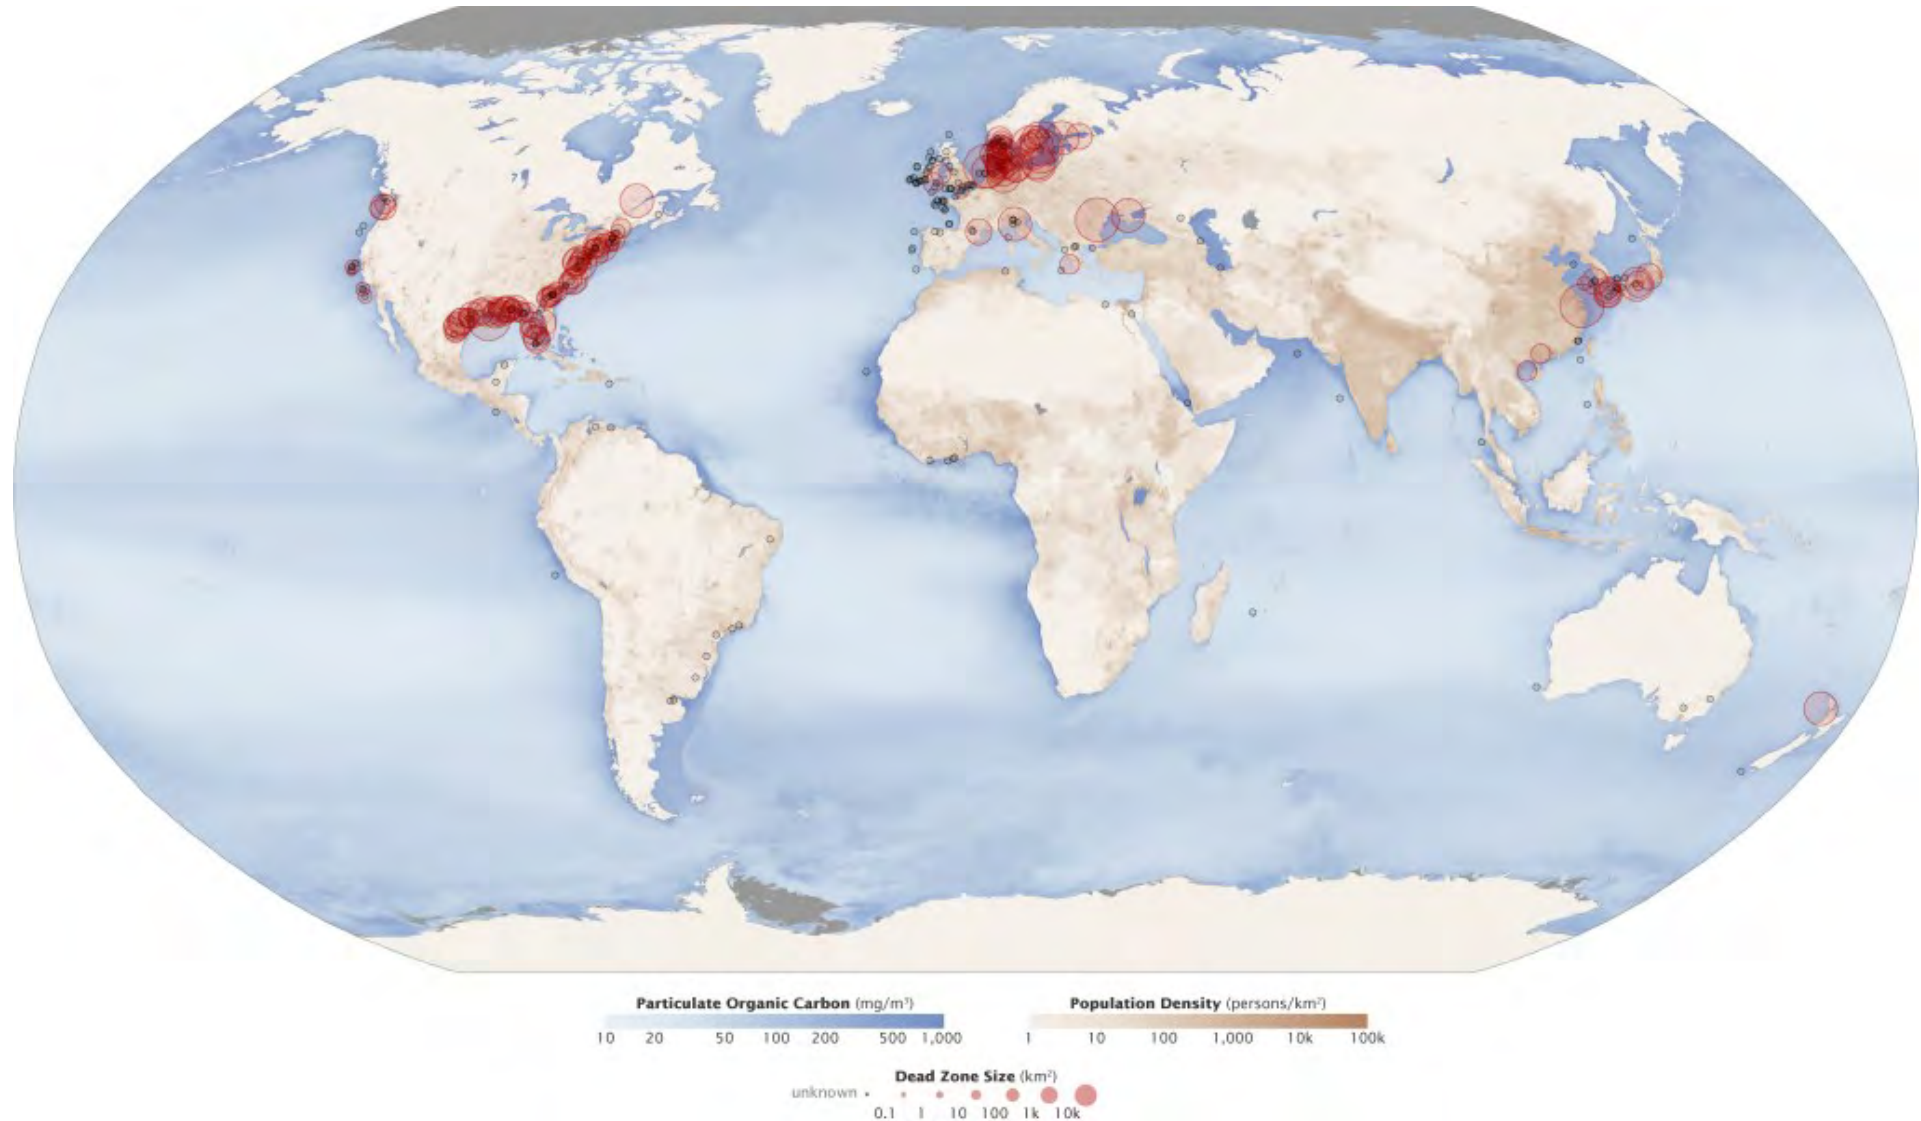 Particulate Organic Carbon (mg/m³)
10 20 50 100 200 500 1,000
Population Density (persons/km²)
1 10 100 1,000 10k 100k
Dead Zone Size (km²)
unknown
0.1 1 10 100 1k 10k